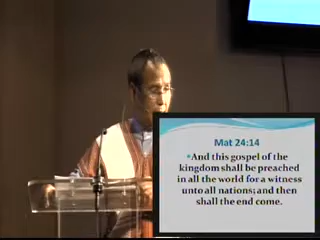 Mat 24:14
*And this gospel of the
kingdom shall be preached
in all the world for a witness
unto all nations; and then
shall the end come.